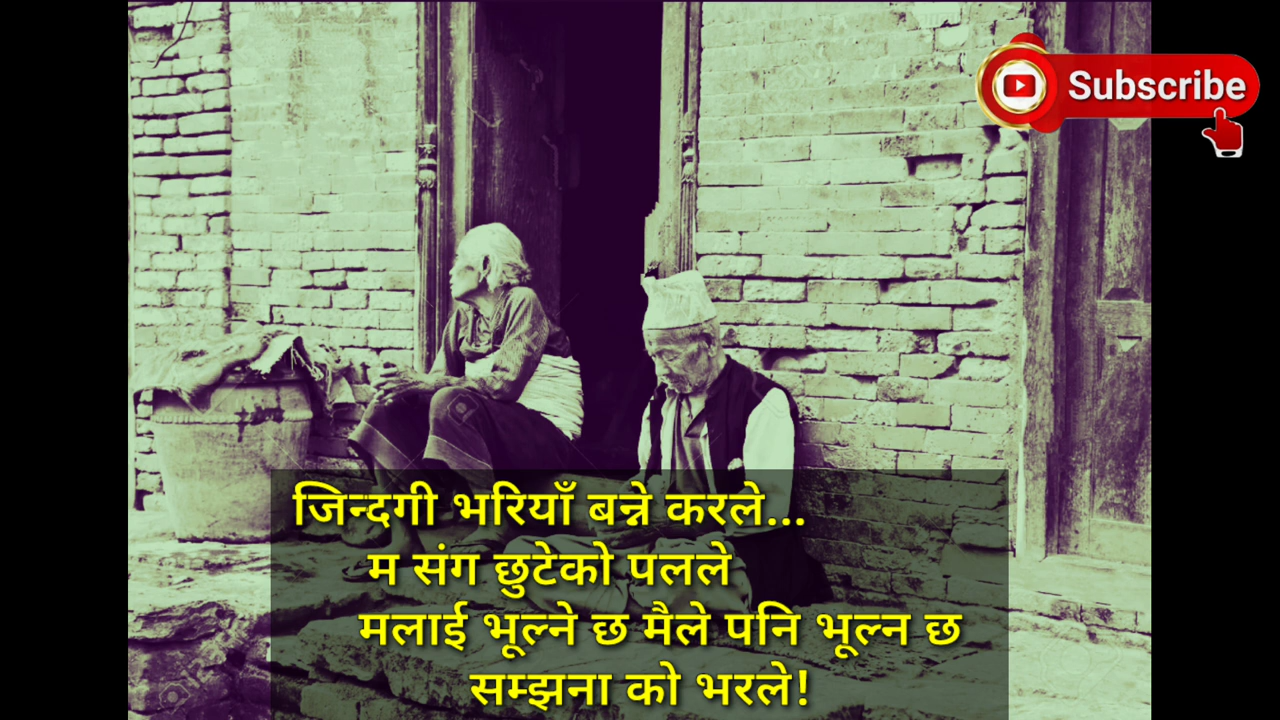 Subscribe
जिन्दगी भरियाँ बन्ने करले...
म संग छुटेको पलले
मलाई भूल्ने छ मैले पनि भूल्न छ
सम्झना को भरले!